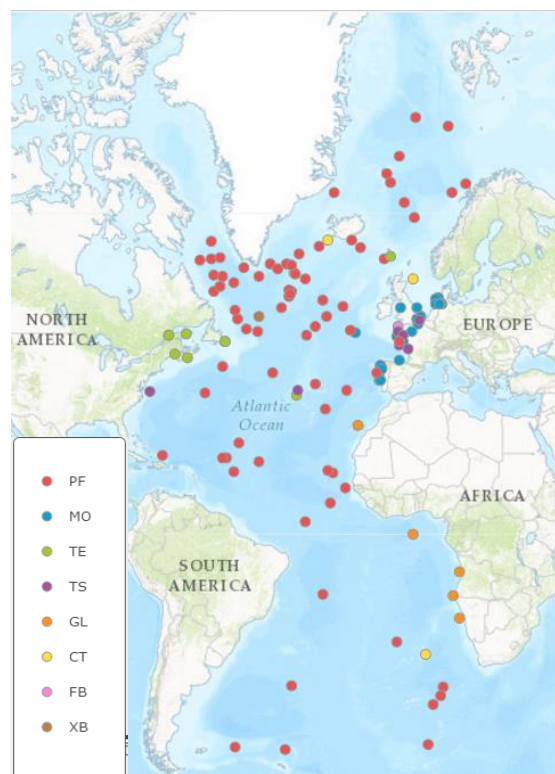 NORTH
AMERICA
EUROPE
Atlantic
Ocean
AFRICA
SOUTH
AMERICA
PF
MO
TE
TS
GL
CT
FB
XB